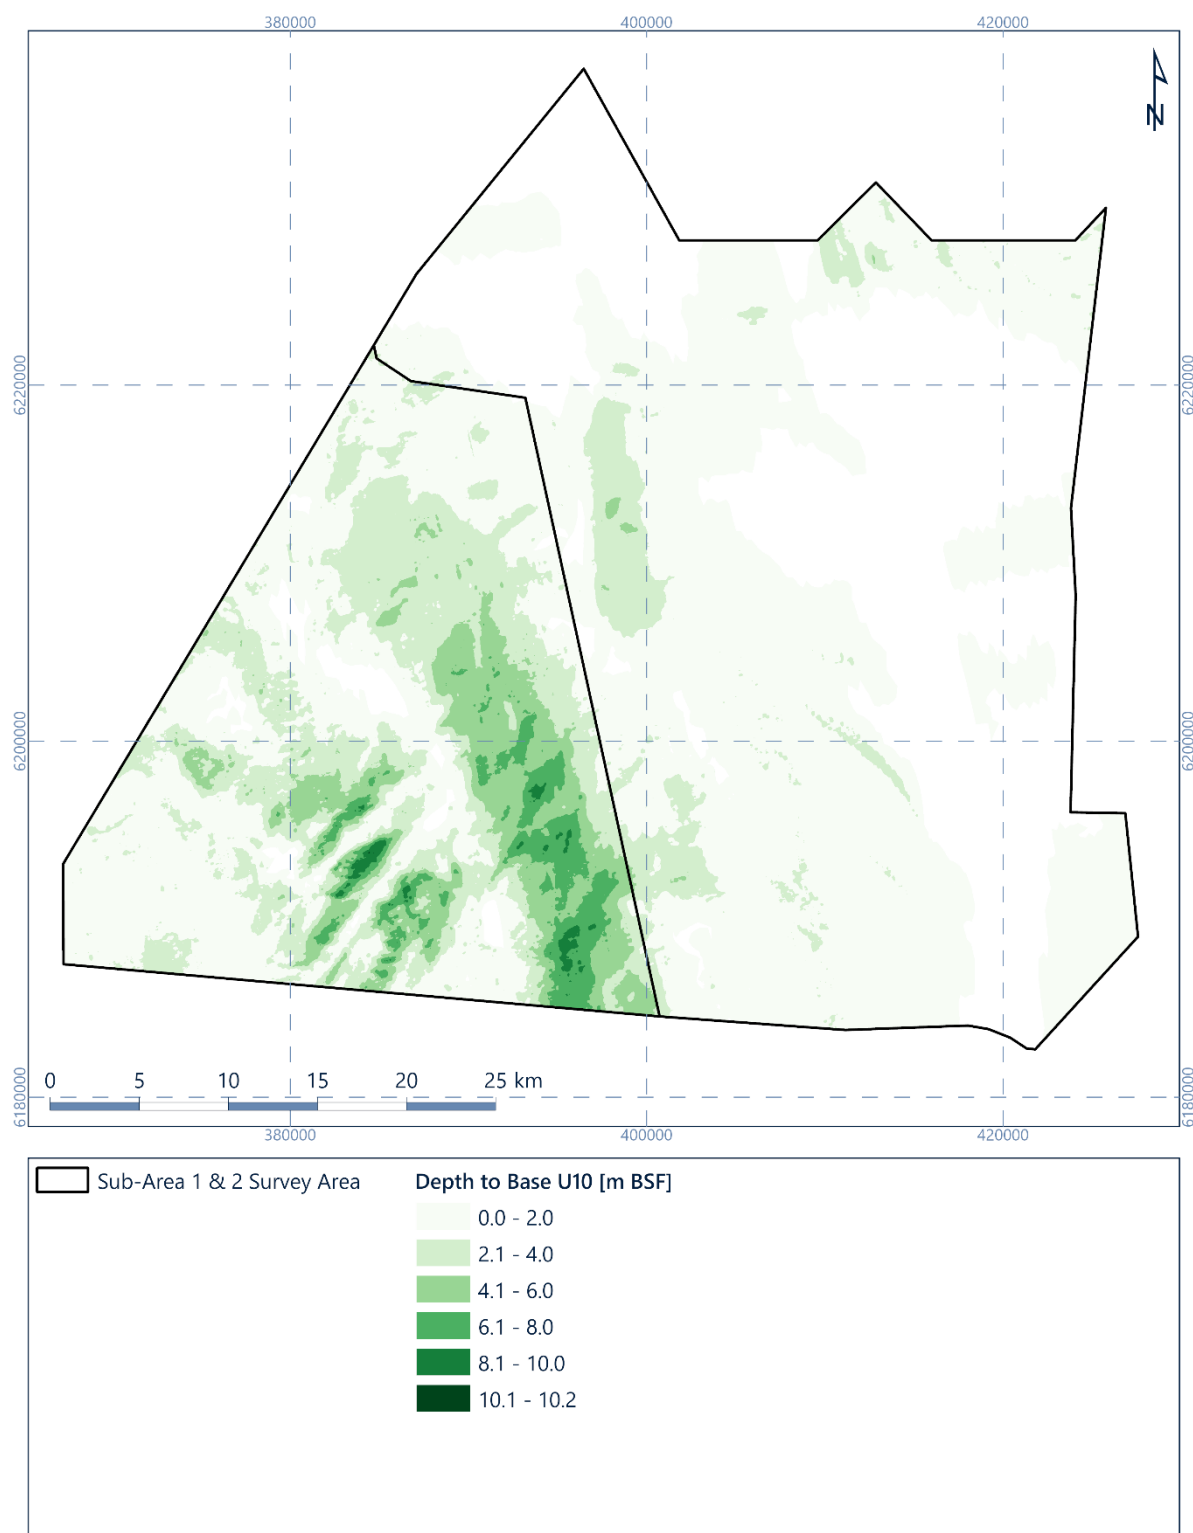 380000 400000 420000
N
6220000 6220000
6200000 6200000
6180000 6180000
0 5 10 15 20 25 km
380000 400000 420000
Sub-Area 1 & 2 Survey Area
Depth to Base U10 [m BSF]
0.0 - 2.0
2.1 - 4.0
4.1 - 6.0
6.1 - 8.0
8.1 - 10.0
10.1 - 10.2